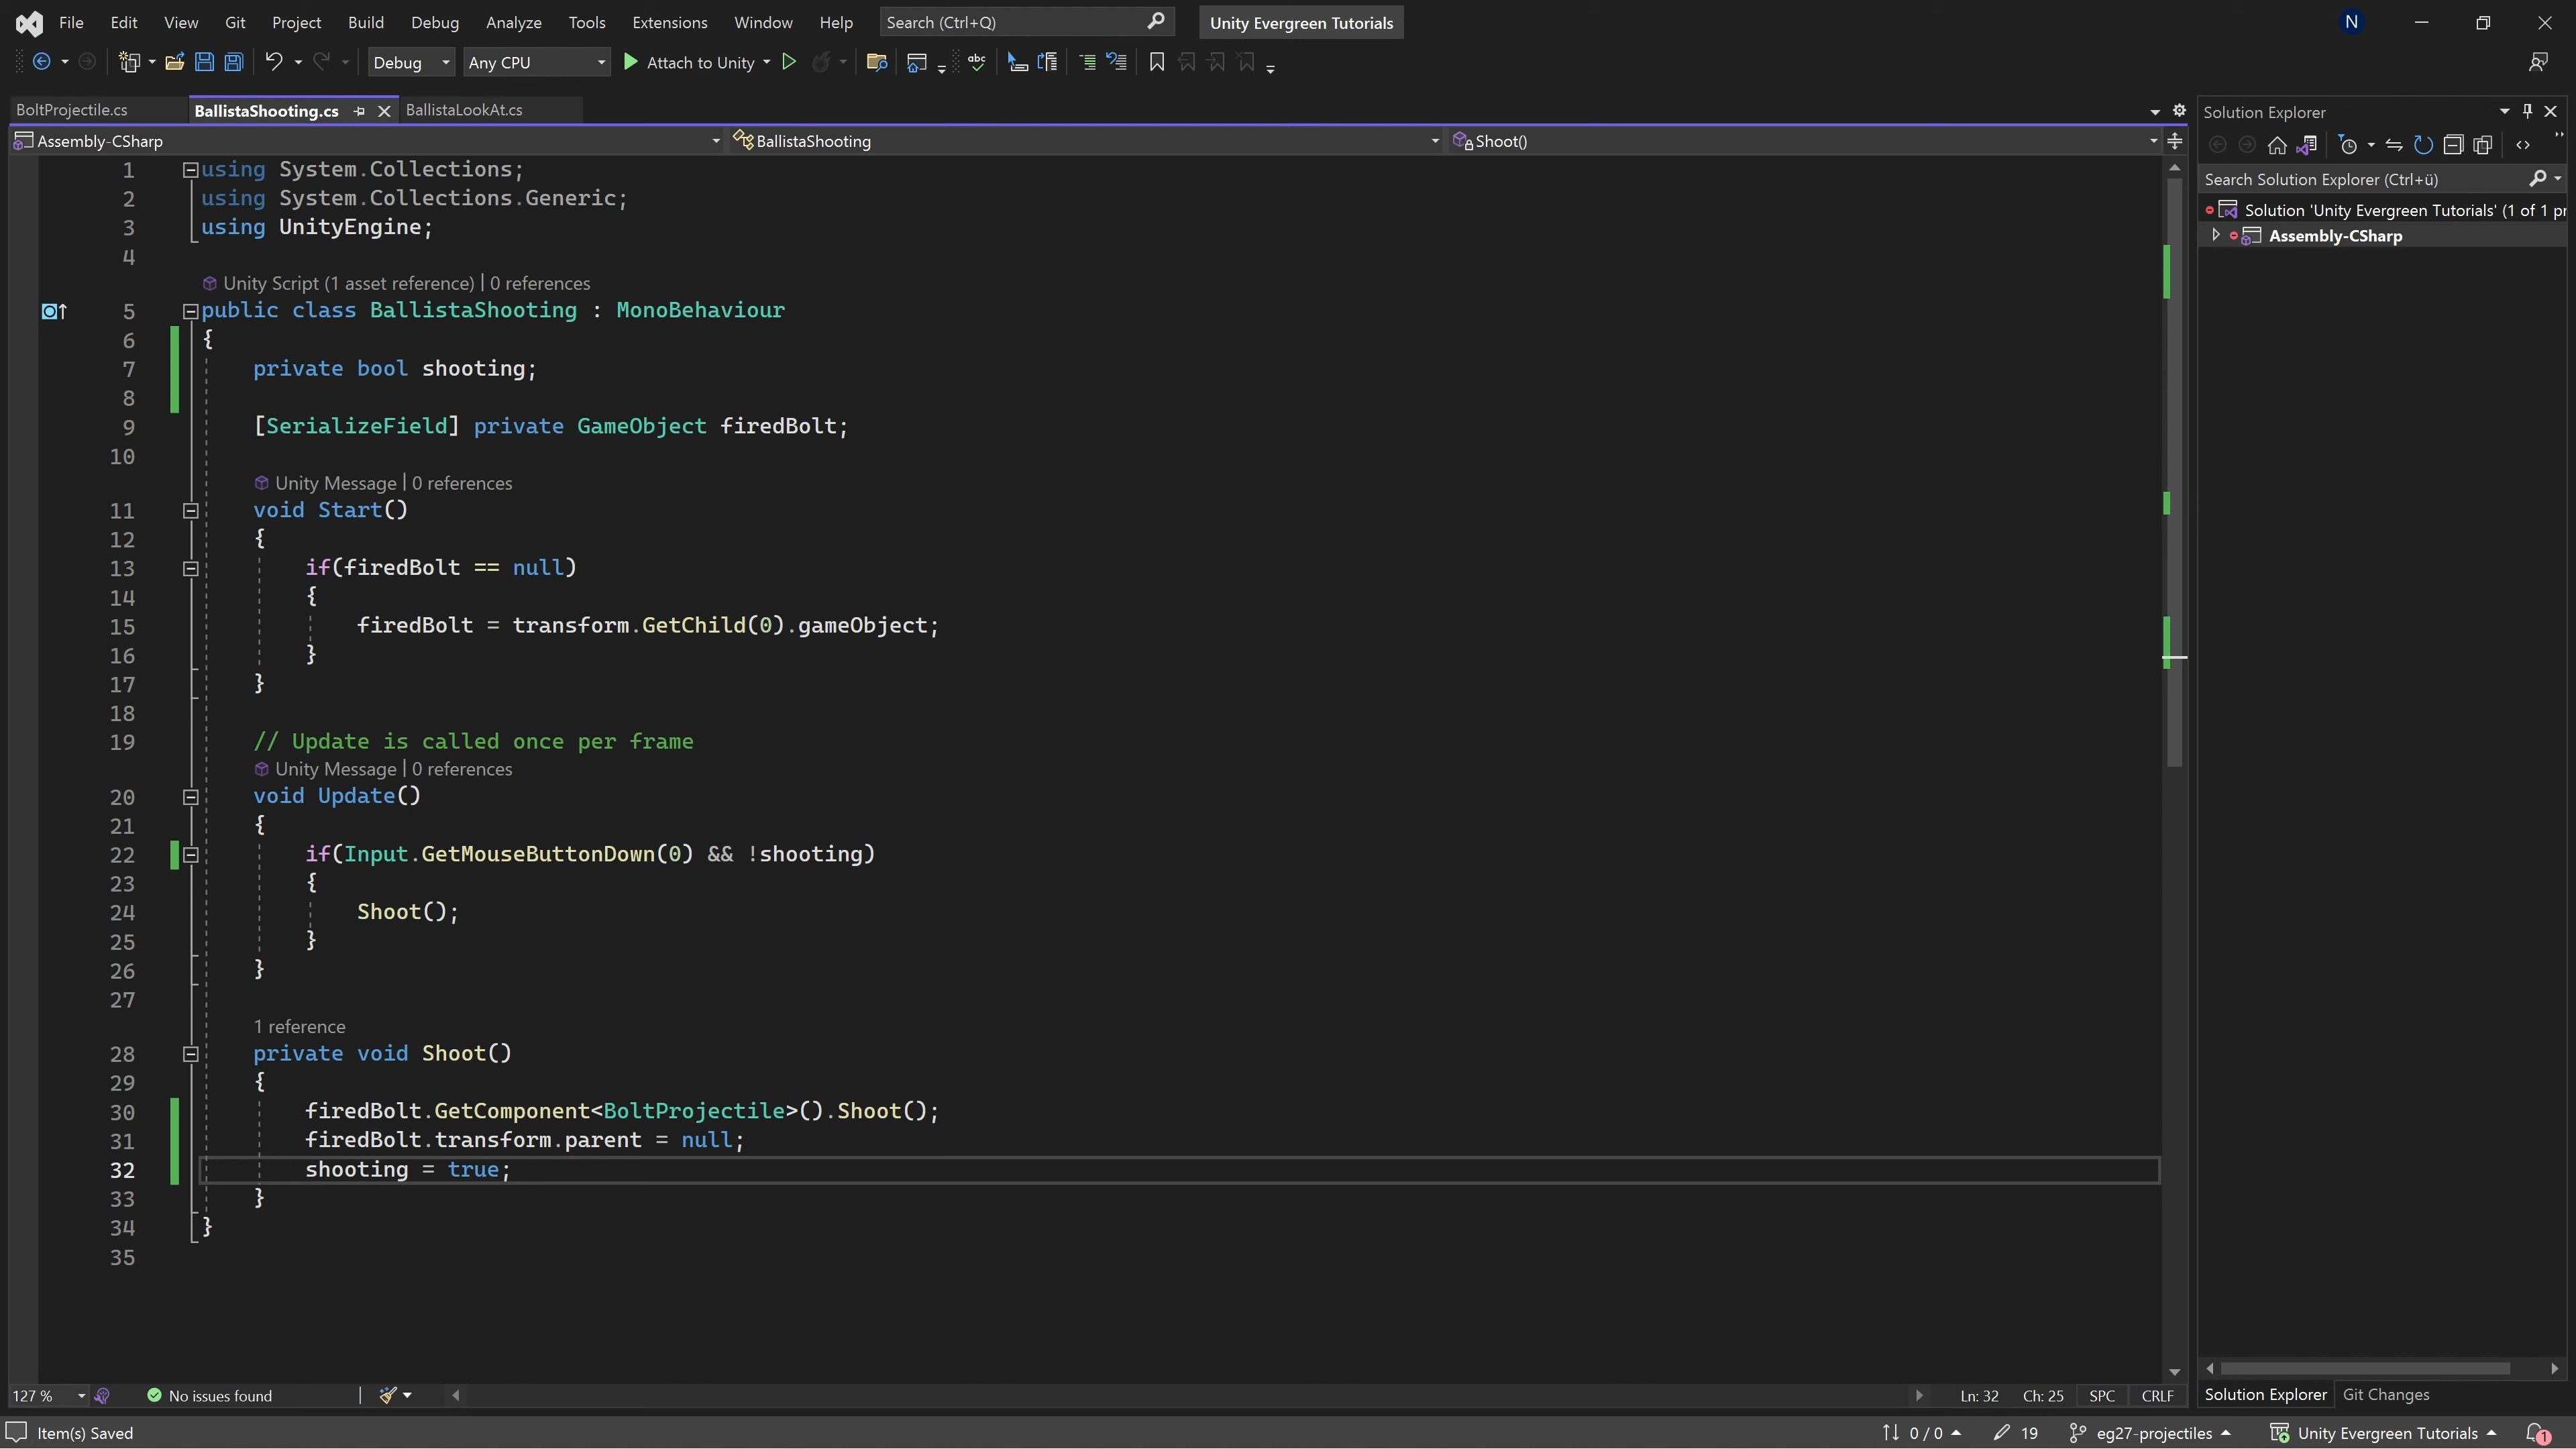 File Edit View Git Project Build Debug Analyze Tools Extensions Window Help Search (Ctrl+Q) Unity Evergreen Tutorials N
Debug Any CPU Attach to Unity abc
BoltProjectile.cs BallistaShooting.cs BallistaLookAt.cs
Assembly-CSharp BallistaShooting Shoot()
1 using System.Collections;
2 using System.Collections.Generic;
3 using UnityEngine;
4
Unity Script (1 asset reference) | 0 references
5 public class BallistaShooting : MonoBehaviour
6 {
7 private bool shooting;
8
9 [SerializeField] private GameObject firedBolt;
10
Unity Message | 0 references
11 void Start()
12 {
13 if(firedBolt == null)
14 {
15 firedBolt = transform.GetChild(0).gameObject;
16 }
17 }
18
19 // Update is called once per frame
Unity Message | 0 references
20 void Update()
21 {
22 if(Input.GetMouseButtonDown(0) && !shooting)
23 {
24 Shoot();
25 }
26 }
27
1 reference
28 private void Shoot()
29 {
30 firedBolt.GetComponent<BoltProjectile>().Shoot();
31 firedBolt.transform.parent = null;
32 shooting = true;
33 }
34 }
35
127 % No issues found Ln: 32 Ch: 25 SPC CRLF
Solution Explorer
Search Solution Explorer (Ctrl+ü)
Solution 'Unity Evergreen Tutorials' (1 of 1 pr
Assembly-CSharp
Solution Explorer Git Changes
Item(s) Saved 0 / 0 19 eg27-projectiles Unity Evergreen Tutorials 1